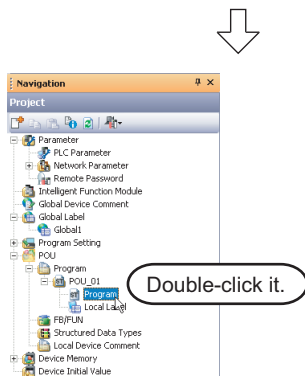 Navigation
Project
Parameter
PLC Parameter
Network Parameter
Remote Password
Intelligent Function Module
Global Device Comment
Global Label
Global1
Program Setting
POU
Program
POU_01
Program
Double-click it.
Local Label
FB/FUN
Structured Data Types
Local Device Comment
Device Memory
Device Initial Value